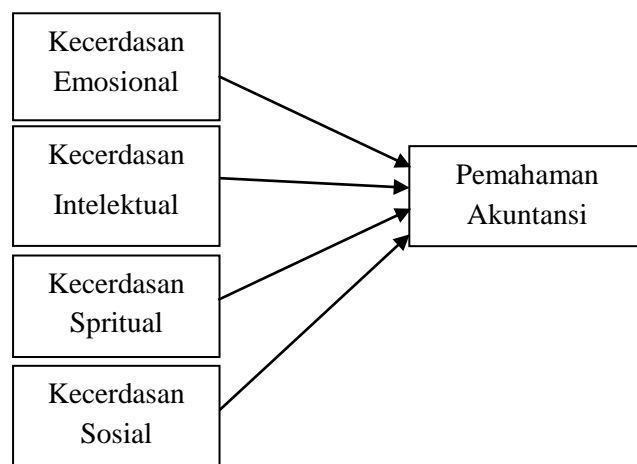 Kecerdasan
Emosional
Kecerdasan
Intelektual
Kecerdasan
Spritual
Kecerdasan
Sosial
Pemahaman
Akuntansi